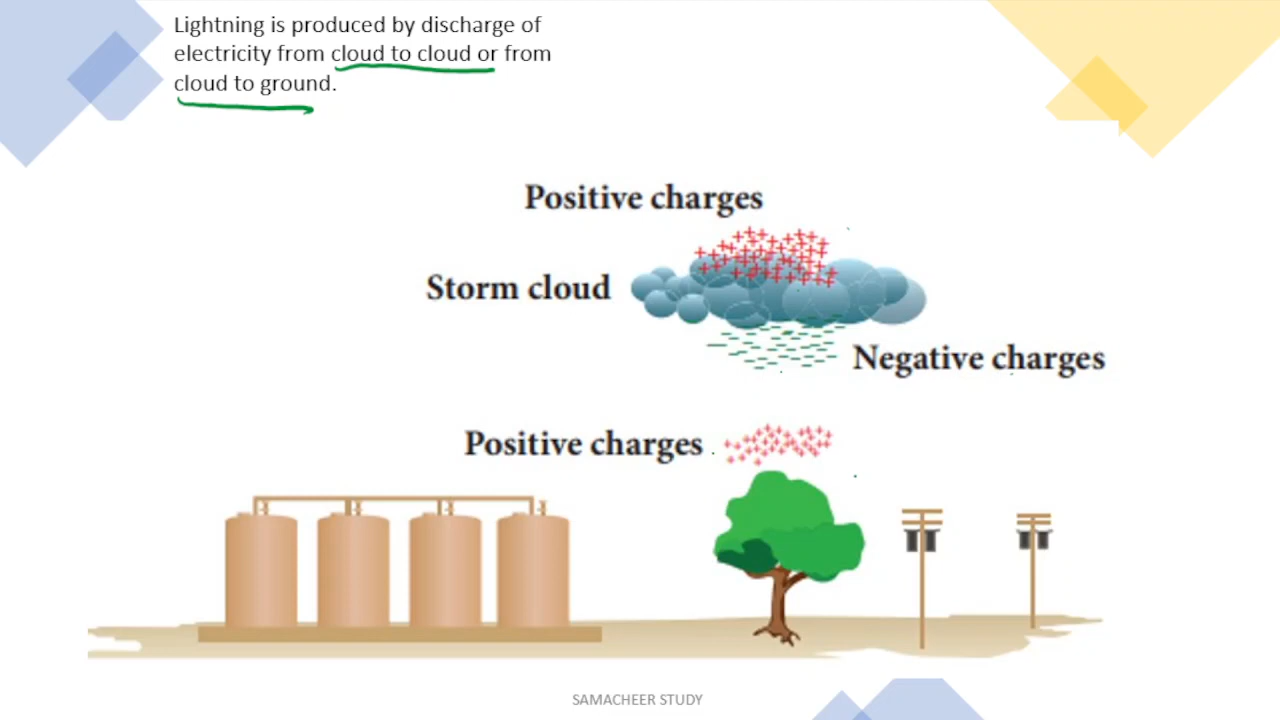 Lightning is produced by discharge of
electricity from cloud to cloud or from
cloud to ground.
Positive charges
Storm cloud
Negative charges
Positive charges
SAMACHEER STUDY